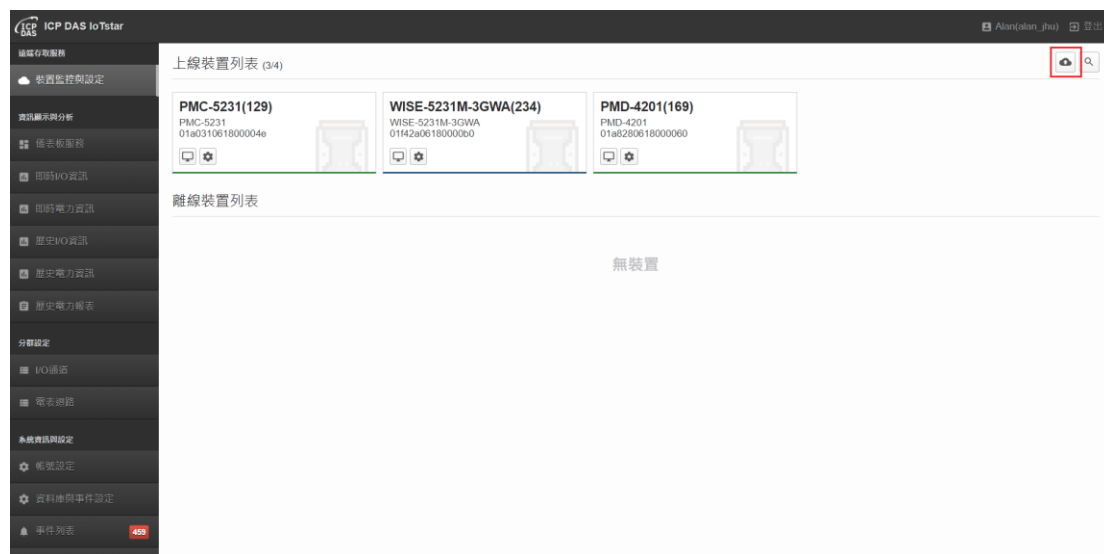 ICP DAS
ICP DAS IoTstar
Alan(alan_jhu) 登出
遠端存取服務
裝置監控與設定
資訊顯示與分析
儀表板服務
即時I/O資訊
即時電力資訊
歷史I/O資訊
歷史電力資訊
歷史電力報表
分群設定
I/O通道
電表迴路
系統資訊與設定
帳號設定
資料庫與事件設定
事件列表 459
上線裝置列表 (3/4)
PMC-5231(129)
PMC-5231
01a031061800004e
WISE-5231M-3GWA(234)
WISE-5231M-3GWA
01f42a06180000b0
PMD-4201(169)
PMD-4201
01a8280618000060
離線裝置列表
無裝置